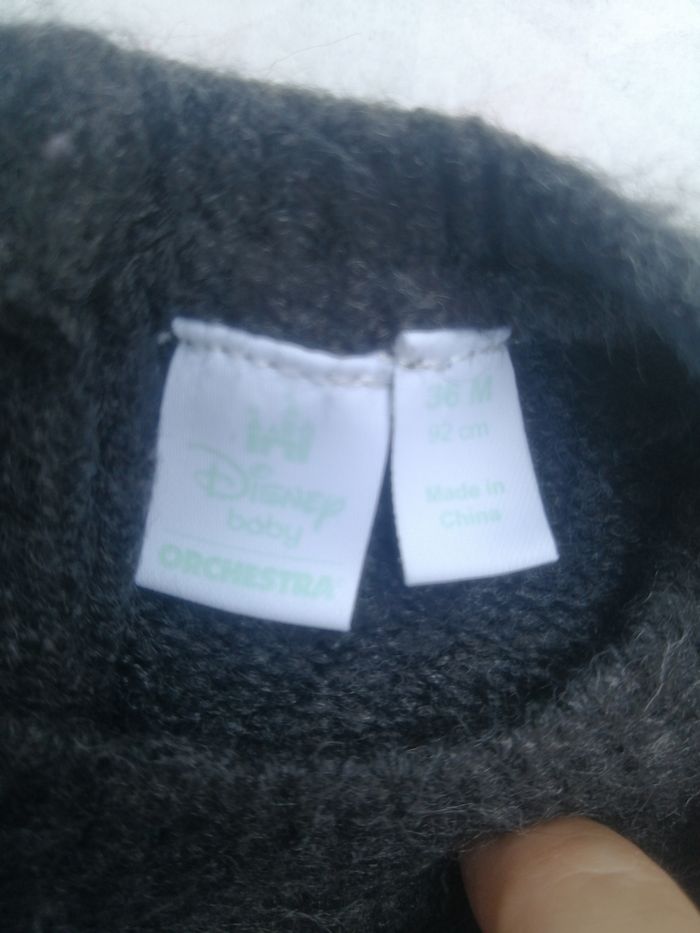 Disney
baby
ORCHESTRA
36 M
92 cm
Made in
China